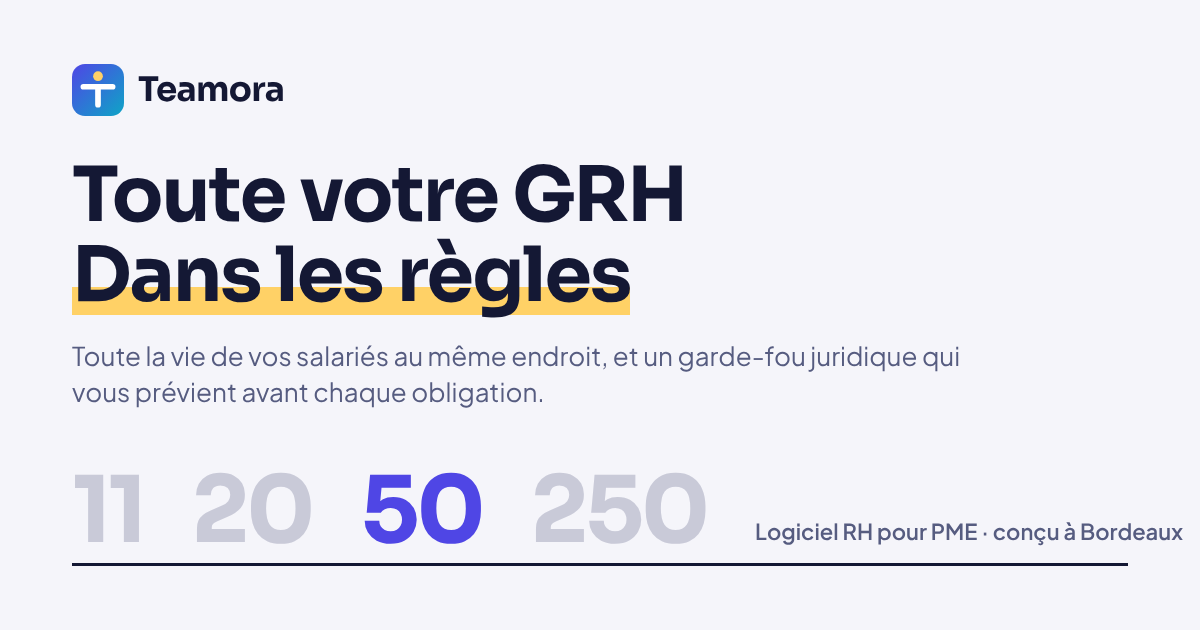 Teamora
Toute votre GRH
Dans les règles
Toute la vie de vos salariés au même endroit, et un garde-fou juridique qui
vous prévient avant chaque obligation.
11 20 50 250
Logiciel RH pour PME · conçu à Bordeaux